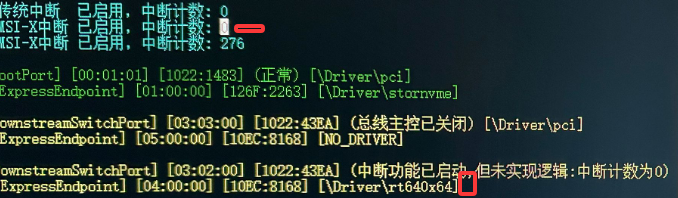 传统中断 已启用, 中断计数: 0
MSI-X中断 已启用, 中断计数: 0
MSI-X中断 已启用, 中断计数: 276
ootPort] [00:01:01] [1022:1483] (正常) [\Driver\pci]
ExpressEndpoint] [01:00:00] [126F:2263] [\Driver\stornvme]
ownstreamSwitchPort] [03:03:00] [1022:43EA] (总线主控已关闭) [\Driver\pci]
ExpressEndpoint] [05:00:00] [10EC:8168] [NO_DRIVER]
ownstreamSwitchPort] [03:02:00] [1022:43EA] (中断功能已启动,但未实现逻辑:中断计数为0)
ExpressEndpoint] [04:00:00] [10EC:8168] [\Driver\rt640x64]